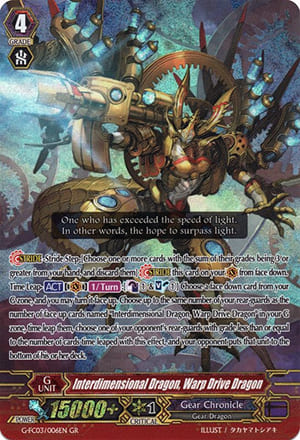 4
GRADE
One who has exceeded the speed of light.
In other words, the hope to surpass light.
STRIDE -Stride Step-[Choose one or more cards with the sum of their grades being 3 or
greater from your hand, and discard them] STRIDE this card on your from face down.
Time Leap-ACT 1/Turn : [ 1 & ] Choose a face down card from your
G zone, and you may turn it face up. Choose up to the same number of your rear-guards as the
number of face up cards named "Interdimensional Dragon, Warp Drive Dragon" in your G
zone, time leap them, choose one of your opponent's rear-guards with grade less than or equal
to the number of cards time leaped with this effect, and your opponent puts that unit to the
bottom of his or her deck.
G UNIT
Interdimensional Dragon, Warp Drive Dragon
POWER 15000+
1
CRITICAL
Gear Chronicle
Gear Dragon
G-FC03/006EN GR
ILLUST / タカヤマトシアキ